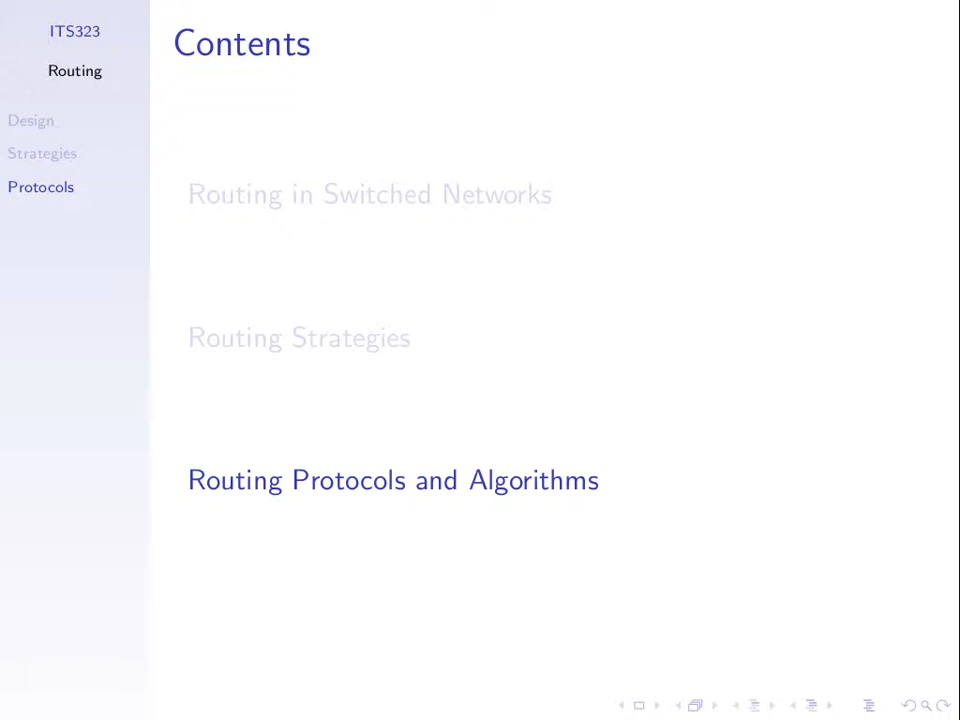 ITS323
Routing
Design
Strategies
Protocols
Contents
Routing in Switched Networks
Routing Strategies
Routing Protocols and Algorithms